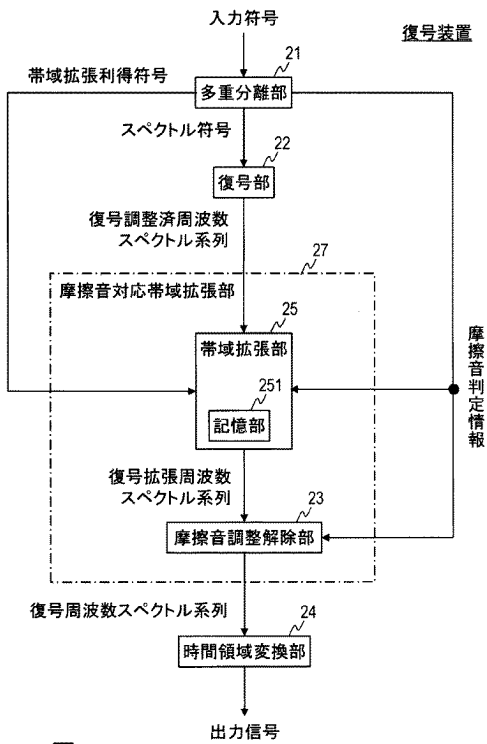 入力符号
復号装置
21
帯域拡張利得符号
多重分離部
スペクトル符号
22
復号部
復号調整済周波数
スペクトル系列
27
摩擦音対応帯域拡張部
25
帯域拡張部
251
記憶部
摩擦音判定情報
復号拡張周波数
スペクトル系列
23
摩擦音調整解除部
復号周波数スペクトル系列
24
時間領域変換部
出力信号